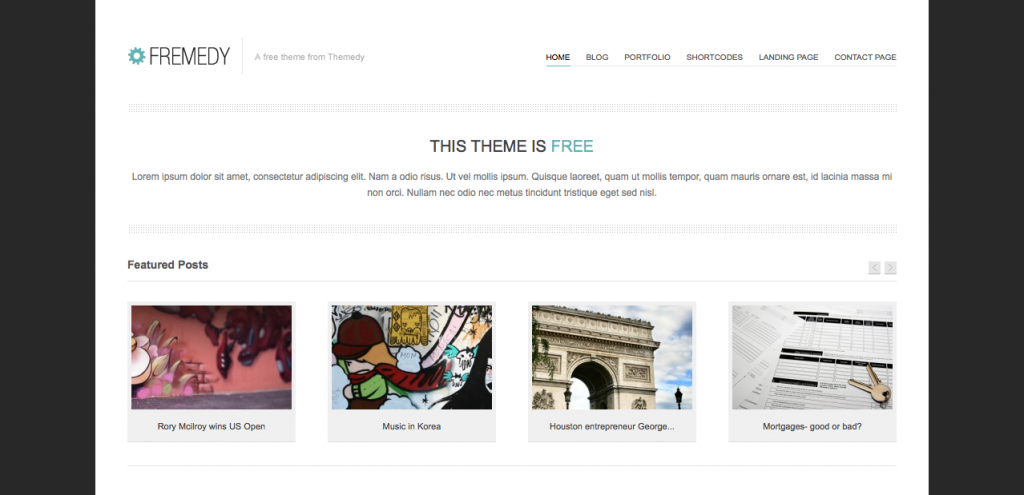 FREMEDY
A free theme from Themedy
HOME BLOG PORTFOLIO SHORTCODES LANDING PAGE CONTACT PAGE
THIS THEME IS FREE
Lorem ipsum dolor sit amet, consectetur adipiscing elit. Nam a odio risus. Ut vel mollis ipsum. Quisque laoreet, quam ut mollis tempor, quam mauris ornare est, id lacinia massa mi
non orci. Nullam nec odio nec metus tincidunt tristique eget sed nisl.
Featured Posts
Rory Mcilroy wins US Open
Music in Korea
Houston entrepreneur George...
Mortgages- good or bad?